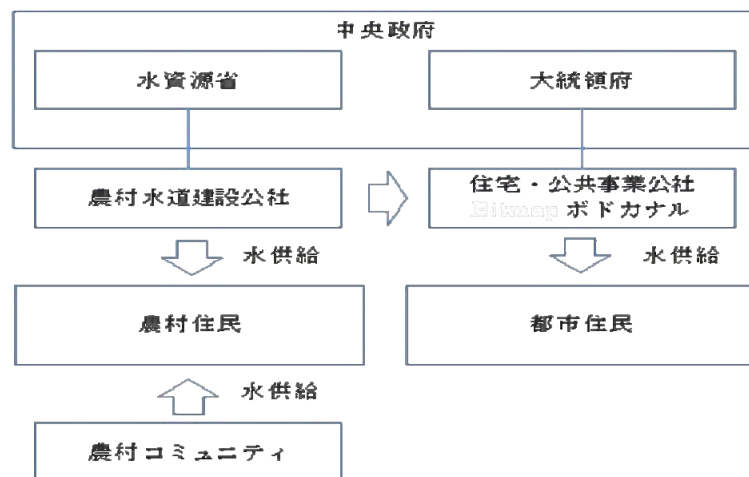 中央政府
水資源省
大統領府
農村水道建設公社
住宅・公共事業公社
Bitmap ボドカナル
水供給
水供給
農村住民
都市住民
水供給
農村コミュニティ